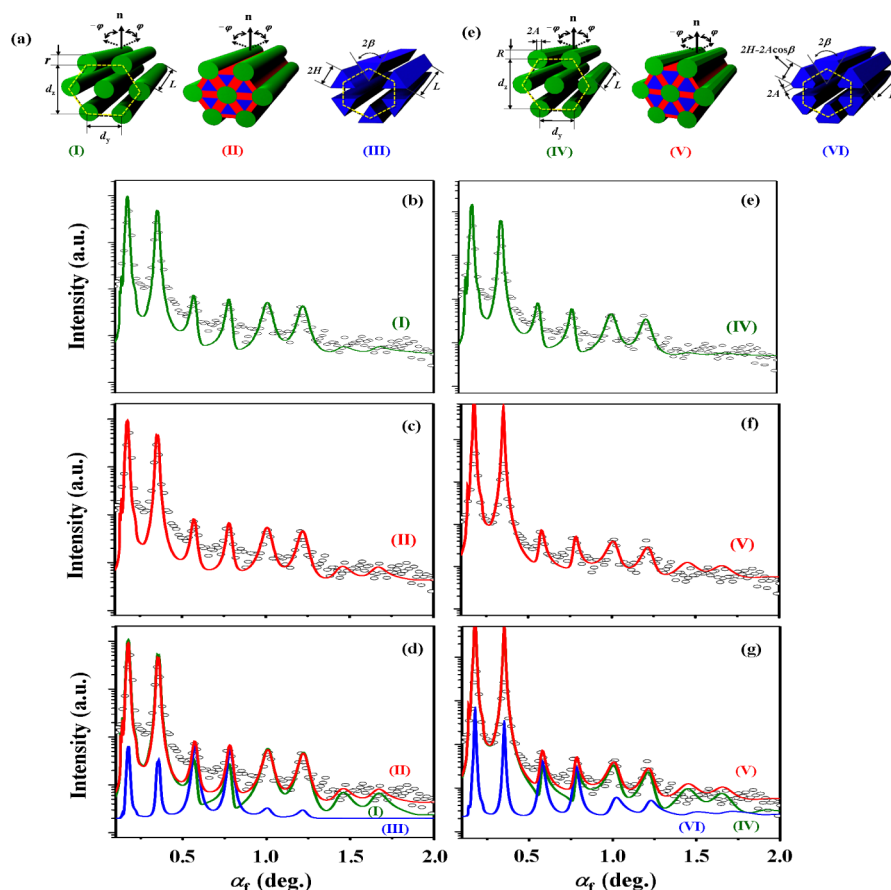 (a)
n
−φ
φ
r
d_z
d_y
L
(I)
(II)
2H
2β
L
(III)
(e)
2A
n
−φ
φ
R
d_z
d_y
L
(IV)
(V)
2H-2Acosβ
2β
2A
(VI)
Intensity (a.u.)
(b)
(I)
(e)
(IV)
Intensity (a.u.)
(c)
(II)
(f)
(V)
Intensity (a.u.)
(d)
(II)
(I)
(III)
0.5 1.0 1.5 2.0
α_f (deg.)
(g)
(V)
(VI) (IV)
0.5 1.0 1.5 2.0
α_f (deg.)